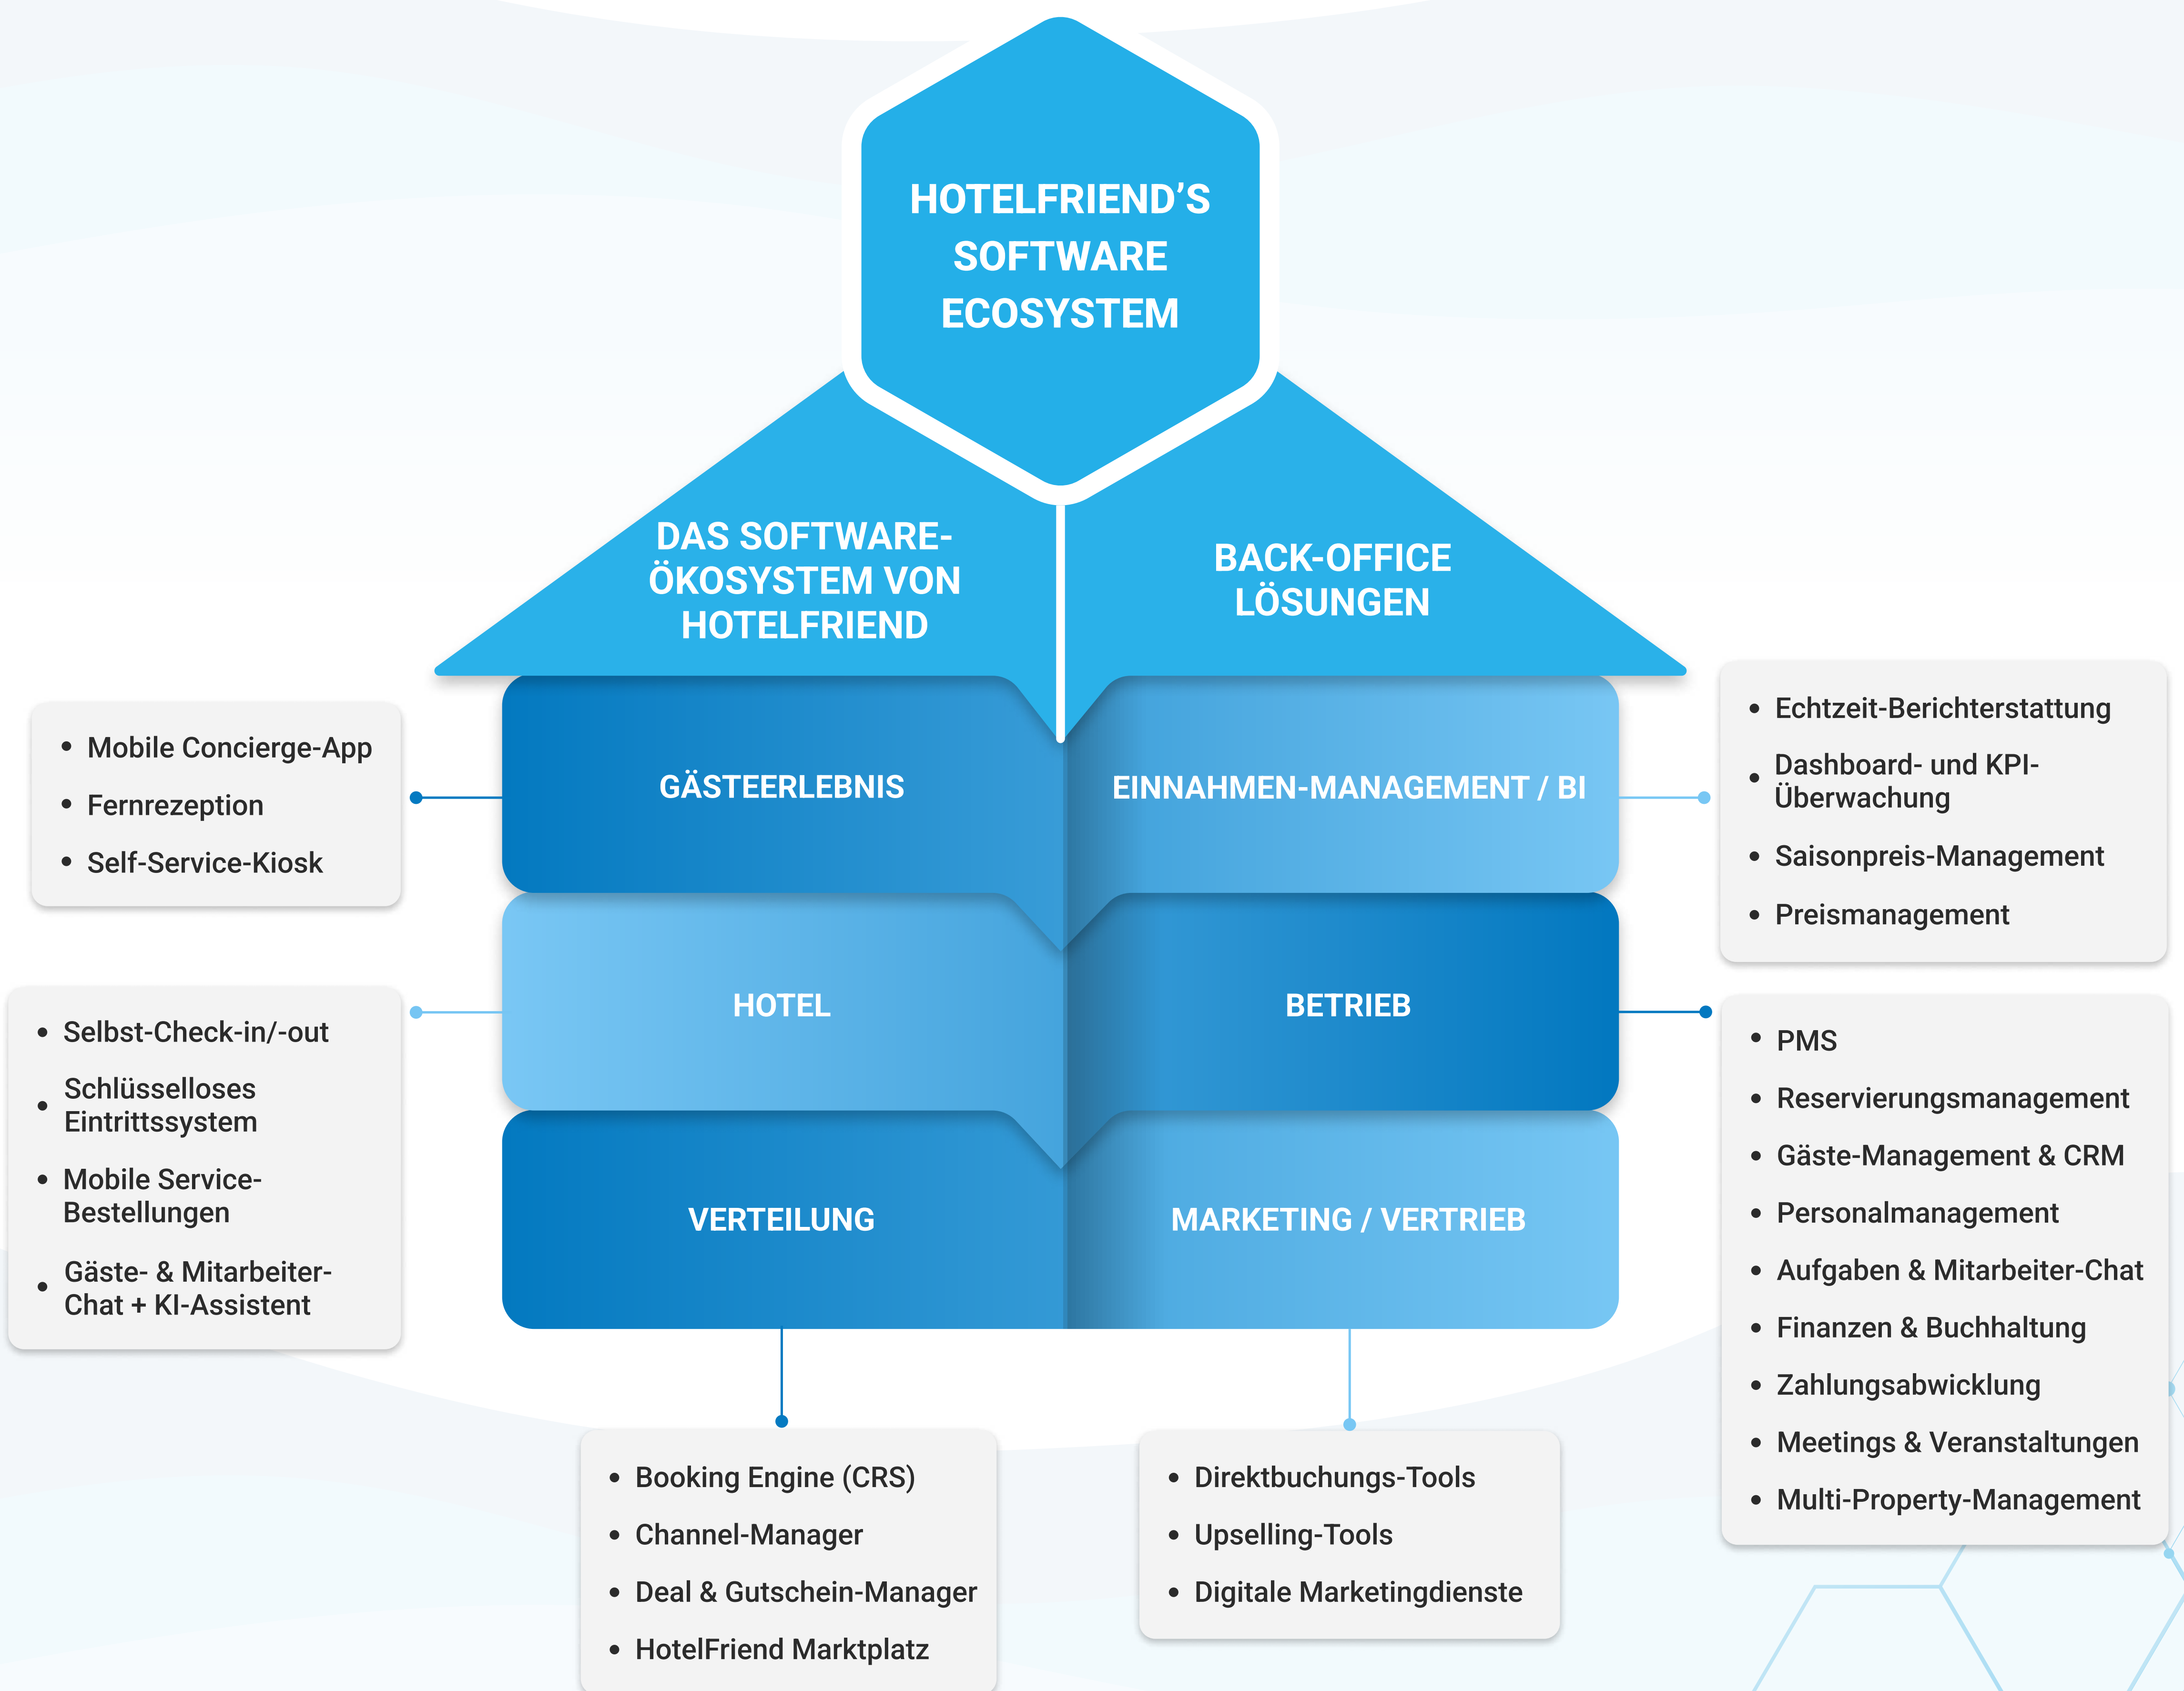 HOTELFRIEND’S
SOFTWARE
ECOSYSTEM
DAS SOFTWARE-
ÖKOSYSTEM VON
HOTELFRIEND
BACK-OFFICE
LÖSUNGEN
GÄSTEERLEBNIS
• Mobile Concierge-App
• Fernrezeption
• Self-Service-Kiosk
EINNAHMEN-MANAGEMENT / BI
• Echtzeit-Berichterstattung
• Dashboard- und KPI-
Überwachung
• Saisonpreis-Management
• Preismanagement
HOTEL
• Selbst-Check-in/-out
• Schlüsselloses
Eintrittssystem
• Mobile Service-
Bestellungen
• Gäste- & Mitarbeiter-
Chat + KI-Assistent
BETRIEB
• PMS
• Reservierungsmanagement
• Gäste-Management & CRM
• Personalmanagement
• Aufgaben & Mitarbeiter-Chat
• Finanzen & Buchhaltung
• Zahlungsabwicklung
• Meetings & Veranstaltungen
• Multi-Property-Management
VERTEILUNG
• Booking Engine (CRS)
• Channel-Manager
• Deal & Gutschein-Manager
• HotelFriend Marktplatz
MARKETING / VERTRIEB
• Direktbuchungs-Tools
• Upselling-Tools
• Digitale Marketingdienste